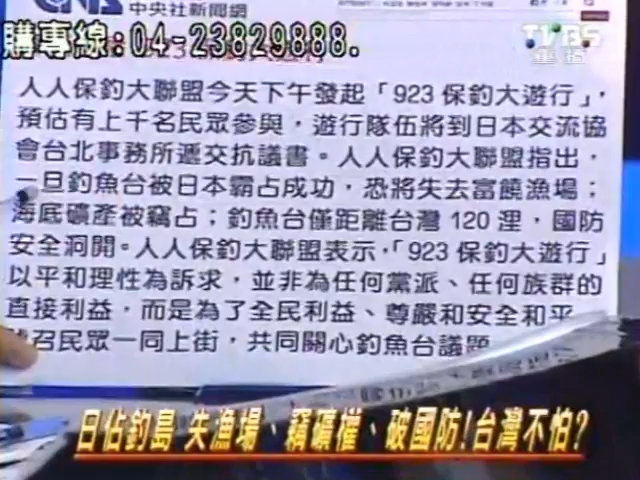 中央社新聞網
TVBS
重播
購專線:04-23829888.
人人保釣大聯盟今天下午發起「923 保釣大遊行」,
預估有上千名民眾參與，遊行隊伍將到日本交流協
會台北事務所遞交抗議書。人人保釣大聯盟指出，
一旦釣魚台被日本霸占成功，恐將失去富饒漁場；
海底礦產被竊占；釣魚台僅距離台灣 120 浬，國防
安全洞開。人人保釣大聯盟表示，「923 保釣大遊行」
以平和理性為訴求，並非為任何黨派、任何族群的
直接利益，而是為了全民利益、尊嚴和安全和平
召民眾一同上街，共同關心釣魚台議題
日佔釣島 失漁場、竊礦權、破國防!台灣不怕?